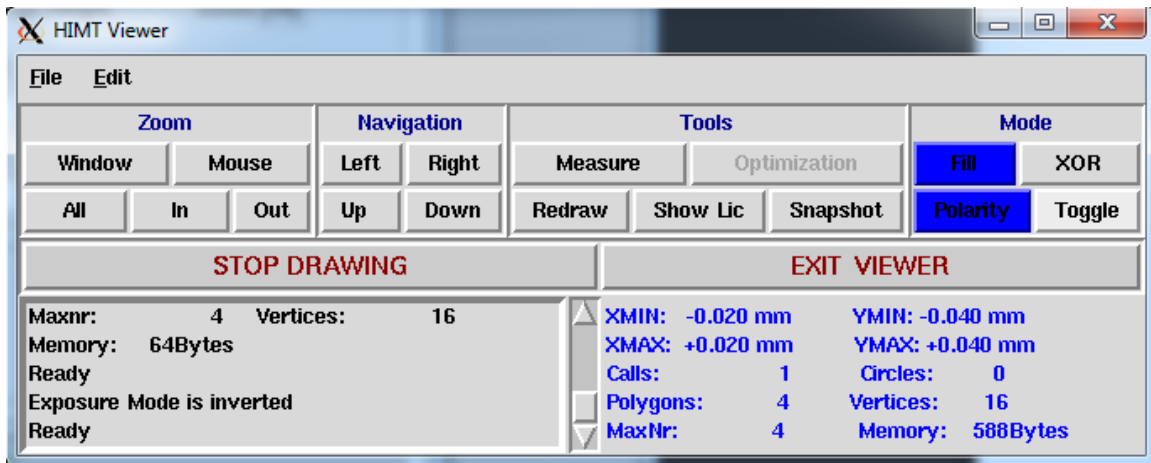 HIMT Viewer
File Edit
Zoom Navigation Tools Mode
Window Mouse Left Right Measure Optimization Fill XOR
All In Out Up Down Redraw Show Lic Snapshot Polarity Toggle
STOP DRAWING EXIT VIEWER
Maxnr: 4 Vertices: 16 XMIN: -0.020 mm YMIN: -0.040 mm
Memory: 64Bytes XMAX: +0.020 mm YMAX: +0.040 mm
Ready Calls: 1 Circles: 0
Exposure Mode is inverted Polygons: 4 Vertices: 16
Ready MaxNr: 4 Memory: 588Bytes